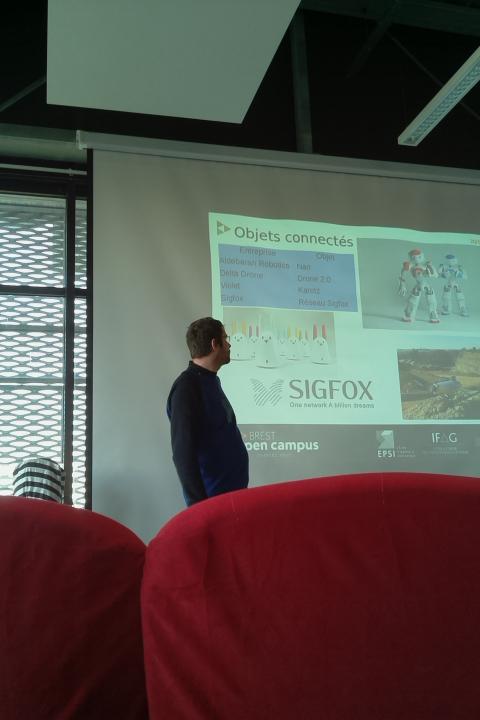 Objets connectés
Entreprise Objet
Aldebaran Robotics Nao
Delta Drone Drone 2.0
Violet Karotz
Sigfox Réseau Sigfox
SIGFOX
One network A billion dreams
BREST
open campus
EPSI
IFAG